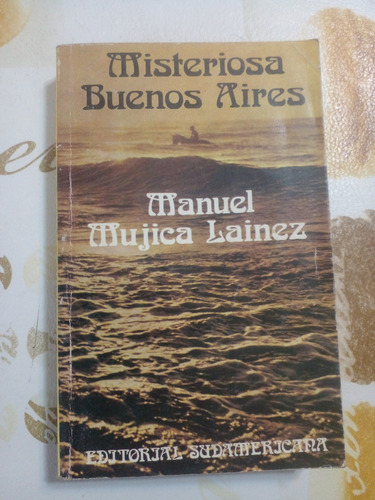 Misteriosa
Buenos Aires
Manuel
Mujica Lainez
EDITORIAL SUDAMERICANA